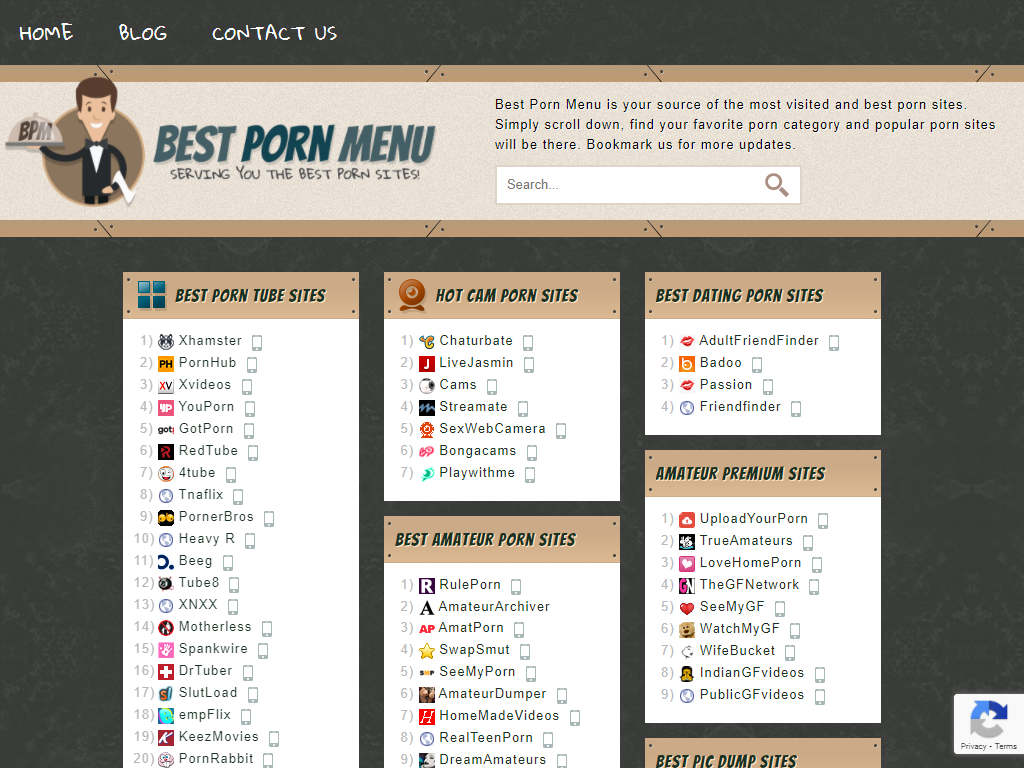 HOME BLOG CONTACT US
BPM
BEST PORN MENU
SERVING YOU THE BEST PORN SITES!
Best Porn Menu is your source of the most visited and best porn sites.
Simply scroll down, find your favorite porn category and popular porn sites
will be there. Bookmark us for more updates.
Search...
BEST PORN TUBE SITES
1) Xhamster
2) PornHub
3) Xvideos
4) YouPorn
5) GotPorn
6) RedTube
7) 4tube
8) Tnaflix
9) PornerBros
10) Heavy R
11) Beeg
12) Tube8
13) XNXX
14) Motherless
15) Spankwire
16) DrTuber
17) SlutLoad
18) empFlix
19) KeezMovies
20) PornRabbit
HOT CAM PORN SITES
1) Chaturbate
2) LiveJasmin
3) Cams
4) Streamate
5) SexWebCamera
6) Bongacams
7) Playwithme
BEST AMATEUR PORN SITES
1) RulePorn
2) AmateurArchiver
3) AmatPorn
4) SwapSmut
5) SeeMyPorn
6) AmateurDumper
7) HomeMadeVideos
8) RealTeenPorn
9) DreamAmateurs
BEST DATING PORN SITES
1) AdultFriendFinder
2) Badoo
3) Passion
4) Friendfinder
AMATEUR PREMIUM SITES
1) UploadYourPorn
2) TrueAmateurs
3) LoveHomePorn
4) TheGFNetwork
5) SeeMyGF
6) WatchMyGF
7) WifeBucket
8) IndianGFvideos
9) PublicGFvideos
BEST PIC DUMP SITES
Privacy - Terms